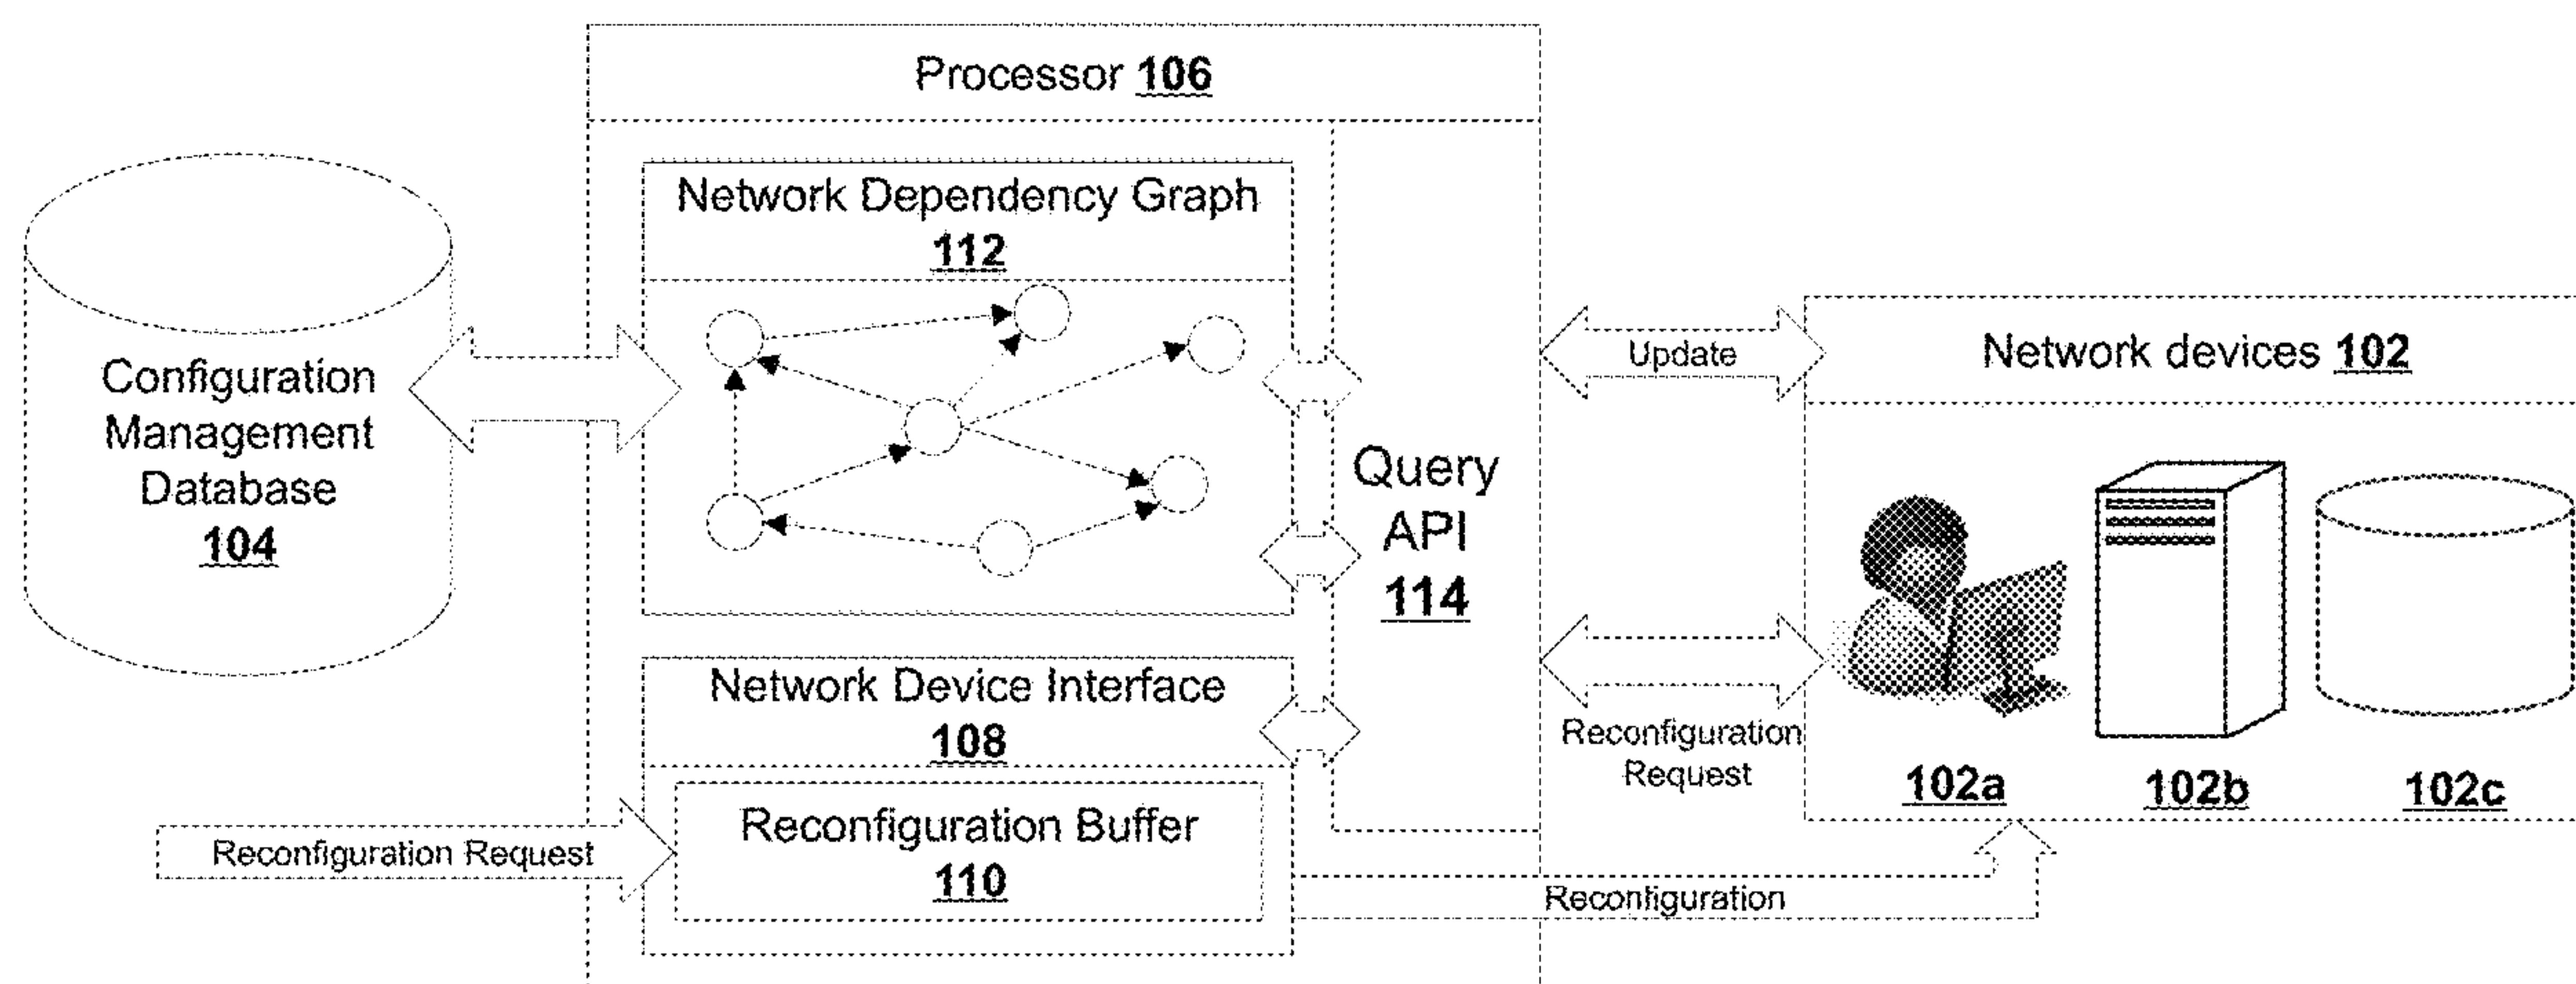 Processor 106
Network Dependency Graph
112
Configuration
Management
Database
104
Query
API
114
Update
Network devices 102
Network Device Interface
108
Reconfiguration
Request
102a
102b
102c
Reconfiguration Request
Reconfiguration Buffer
110
Reconfiguration